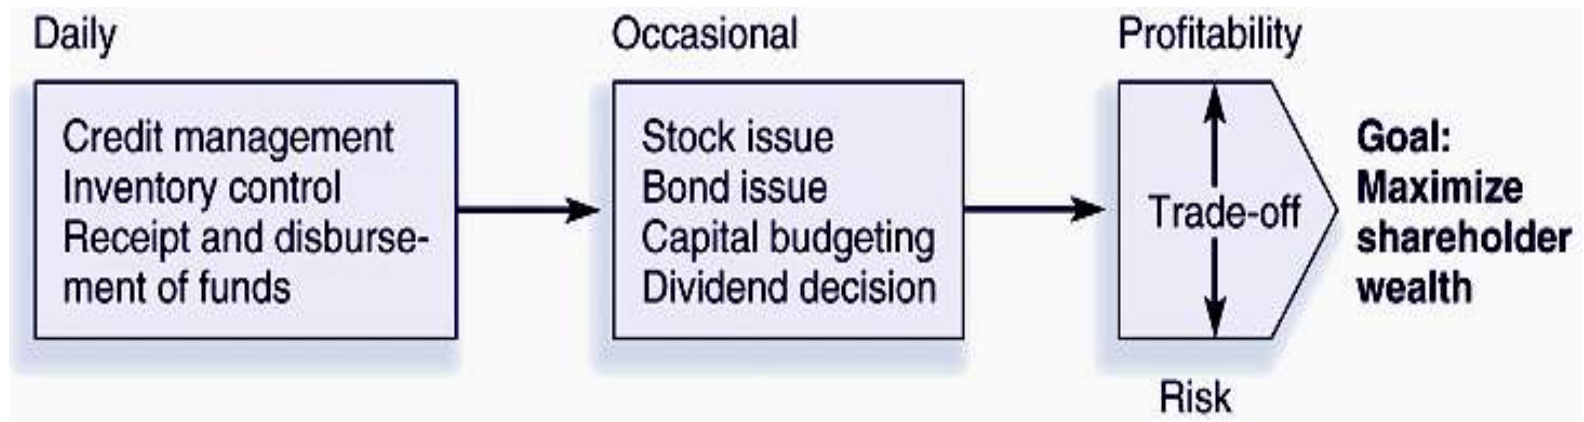 Daily
Credit management
Inventory control
Receipt and disburse-
ment of funds
Occasional
Stock issue
Bond issue
Capital budgeting
Dividend decision
Profitability
Trade-off
Risk
Goal:
Maximize
shareholder
wealth